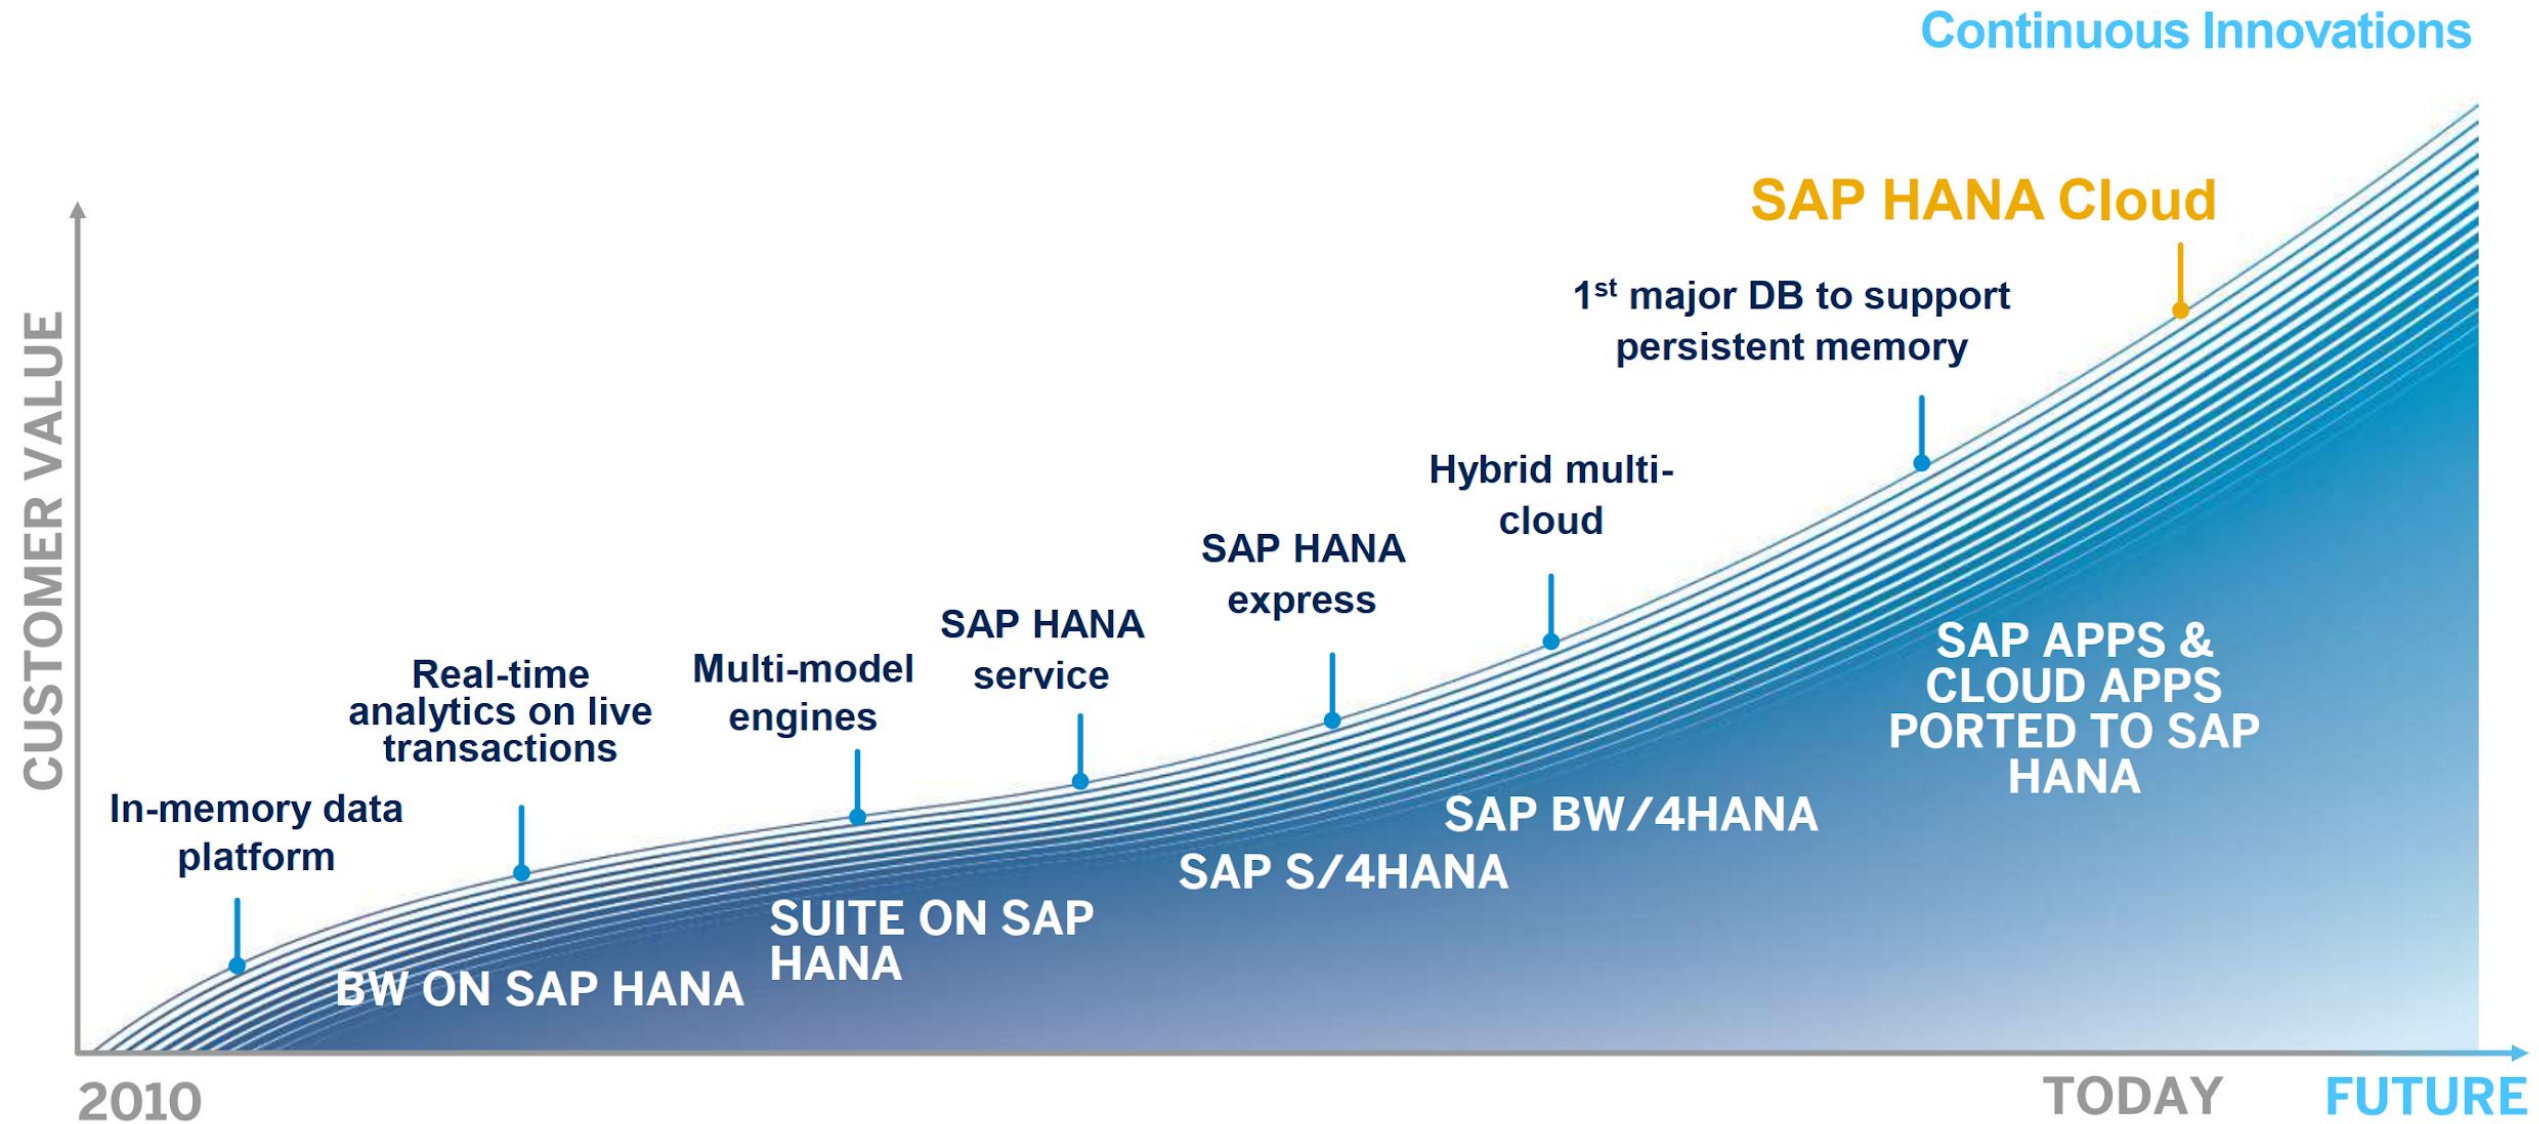 Continuous Innovations
SAP HANA Cloud
1st major DB to support
persistent memory
Hybrid multi-
cloud
SAP HANA
express
SAP HANA
service
Multi-model
engines
Real-time
analytics on live
transactions
In-memory data
platform
CUSTOMER VALUE
BW ON SAP HANA
SUITE ON SAP
HANA
SAP S/4HANA
SAP BW/4HANA
SAP APPS &
CLOUD APPS
PORTED TO SAP
HANA
2010
TODAY
FUTURE